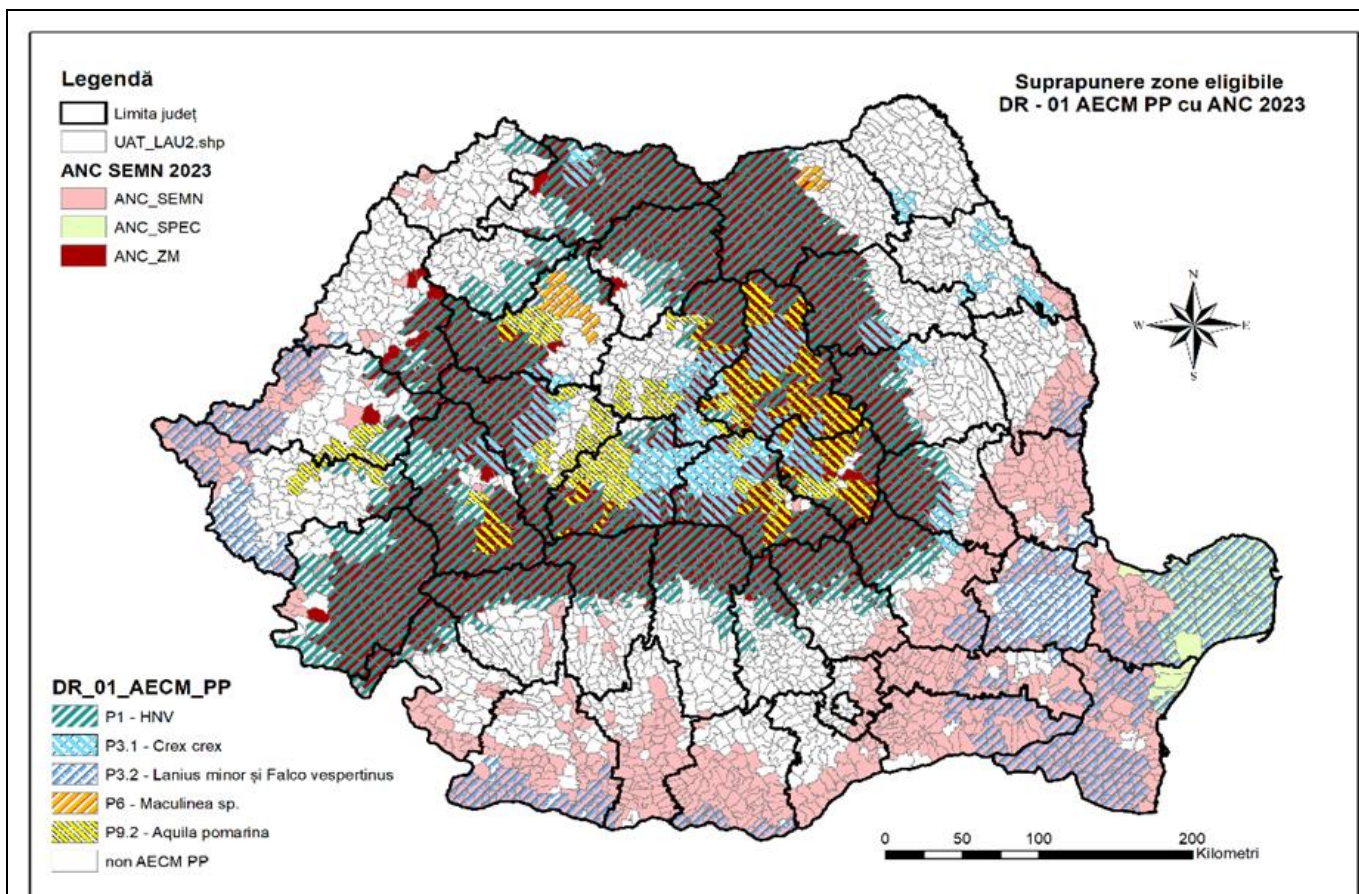 Legendă
Limita județ
UAT_LAU2.shp
ANC SEMN 2023
ANC_SEMN
ANC_SPEC
ANC_ZM
Suprapunere zone eligibile
DR - 01 AECM PP cu ANC 2023
N
W
E
S
DR_01_AECM_PP
P1 - HNV
P3.1 - Crex crex
P3.2 - Lanius minor și Falco vespertinus
P6 - Maculinea sp.
P9.2 - Aquila pomarina
non AECM PP
0 50 100 200
Kilometri